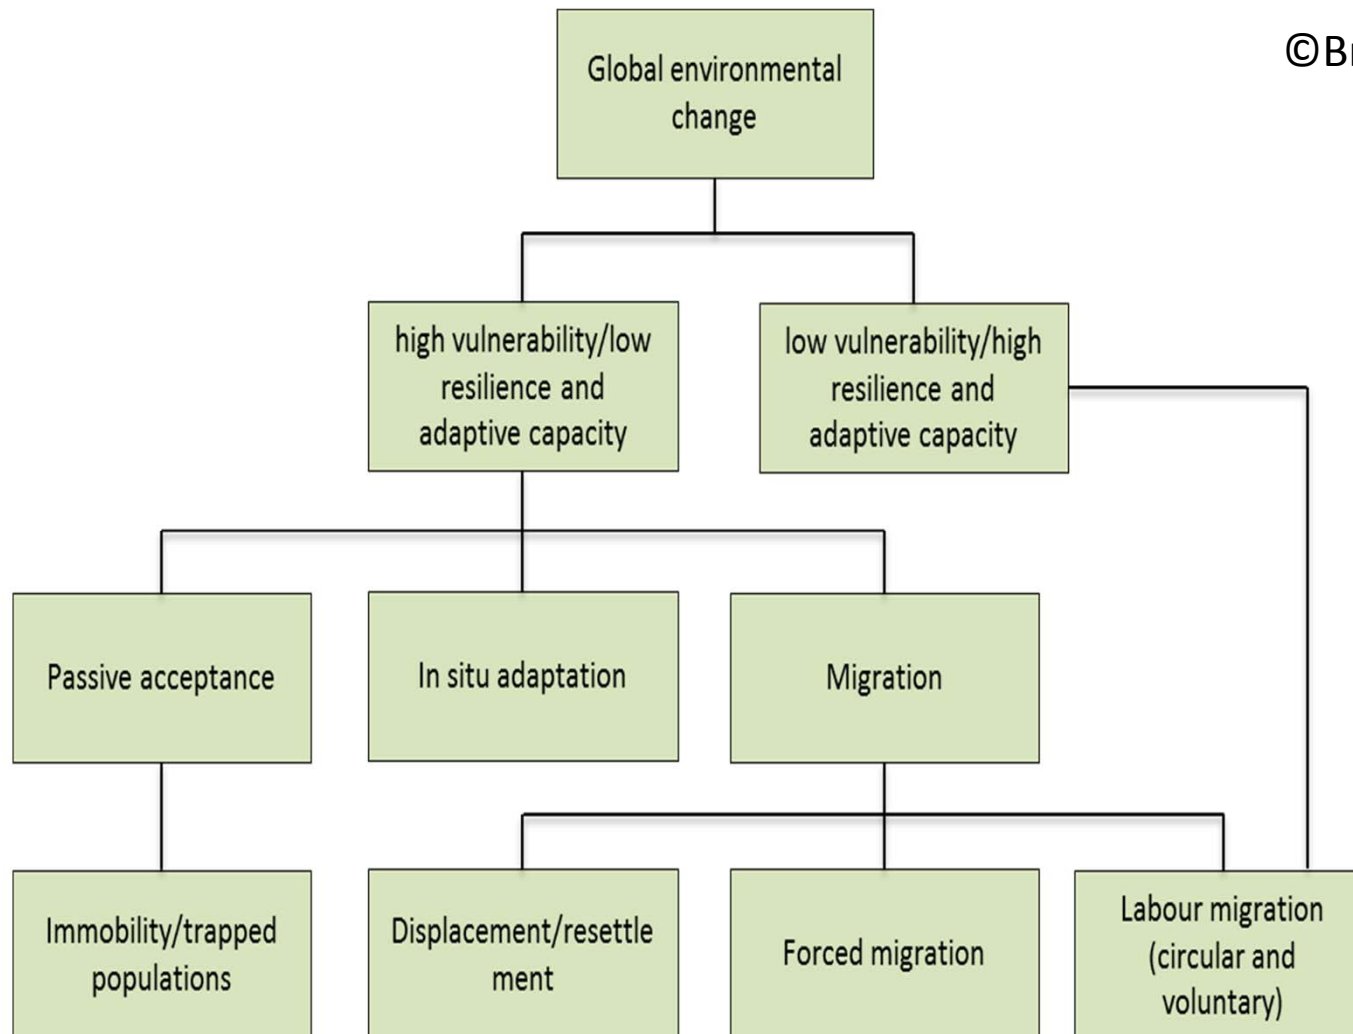 ©Br
Global environmental
change
high vulnerability/low
resilience and
adaptive capacity
low vulnerability/high
resilience and
adaptive capacity
Passive acceptance
In situ adaptation
Migration
Immobility/trapped
populations
Displacement/resettle
ment
Forced migration
Labour migration
(circular and
voluntary)